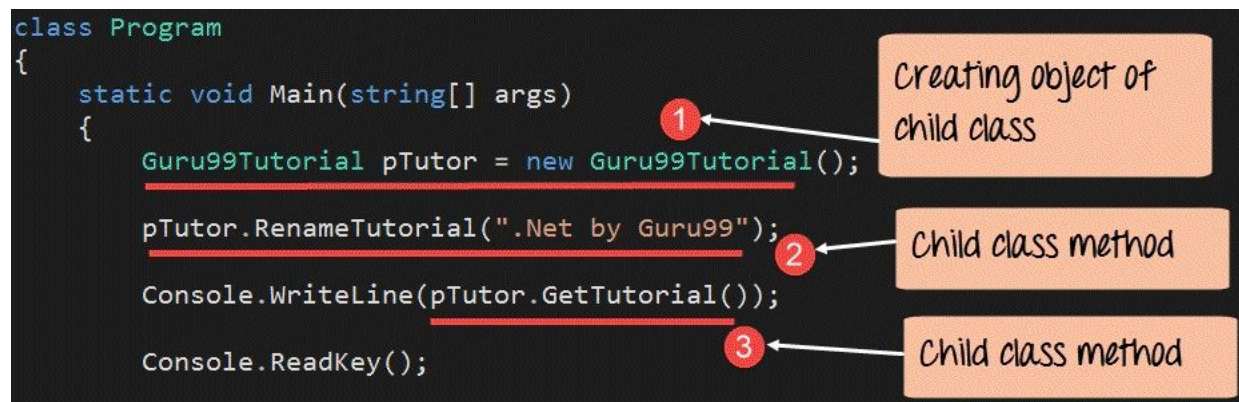 class Program
{
static void Main(string[] args)
{
Guru99Tutorial pTutor = new Guru99Tutorial();
pTutor.RenameTutorial(".Net by Guru99");
Console.WriteLine(pTutor.GetTutorial());
Console.ReadKey();
1
Creating object of
child class
2
Child class method
3
Child class method